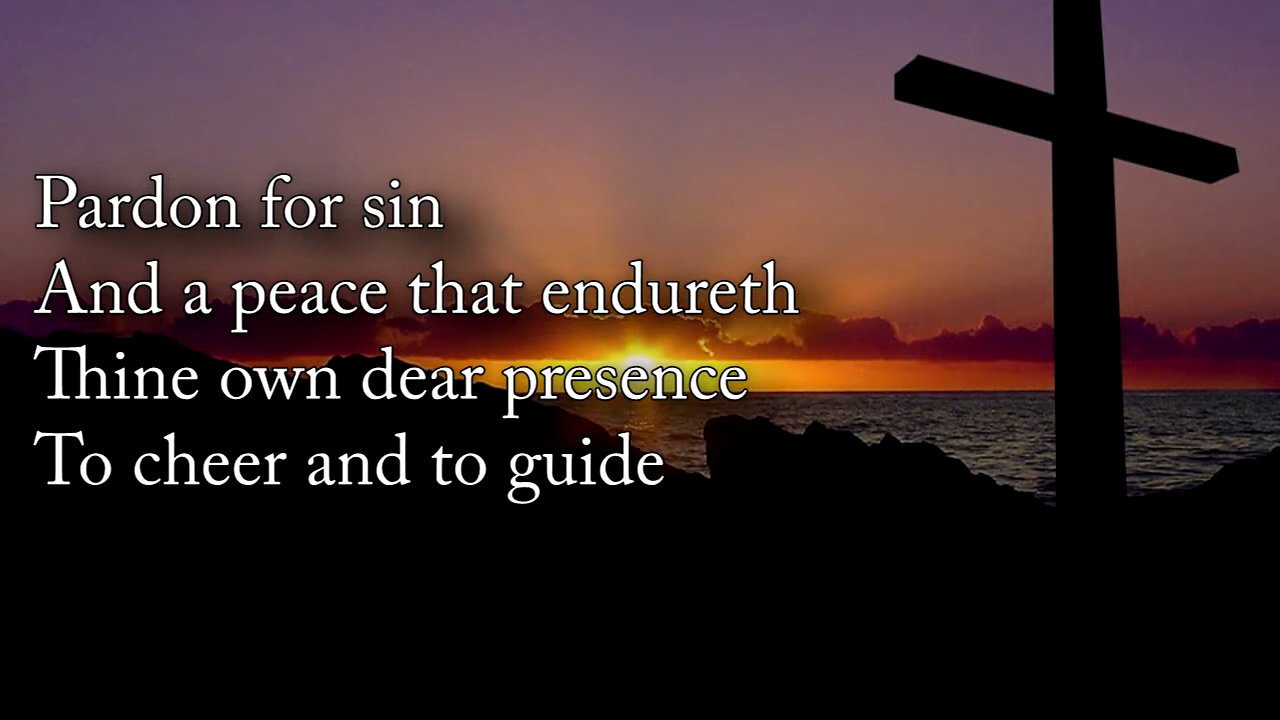 Pardon for sin
And a peace that endureth
Thine own dear presence
To cheer and to guide